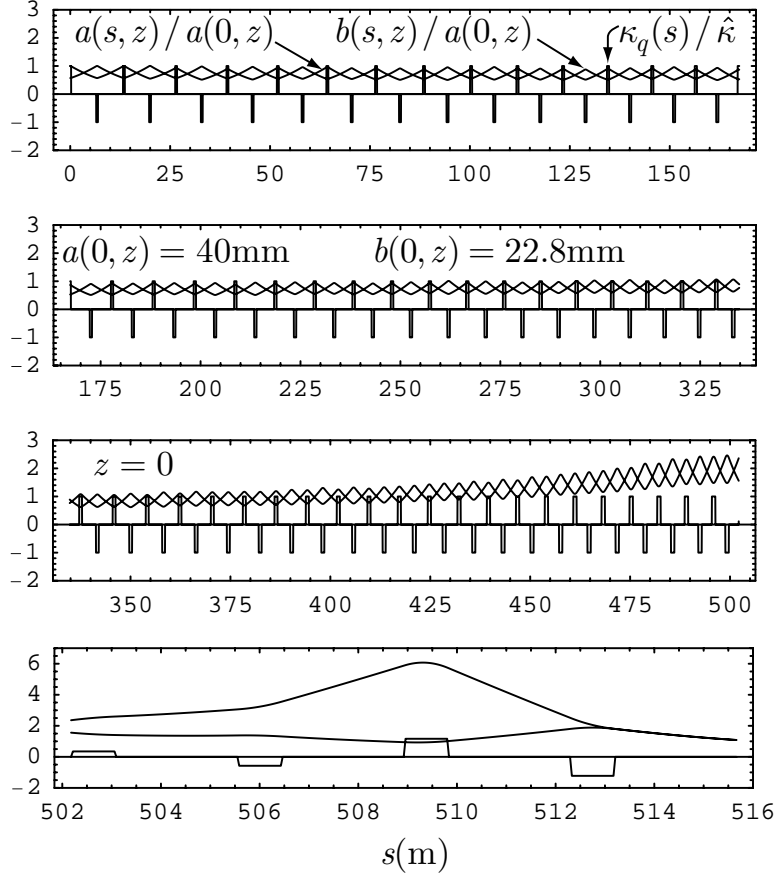 3
2
1
0
−1
−2
a(s, z) / a(0, z) b(s, z) / a(0, z) κ_q(s) / κ̂
0 25 50 75 100 125 150
3
2
1
0
−1
−2
a(0, z) = 40mm b(0, z) = 22.8mm
175 200 225 250 275 300 325
3
2
1
0
−1
−2
z = 0
350 375 400 425 450 475 500
6
4
2
0
−2
502 504 506 508 510 512 514 516
s(m)